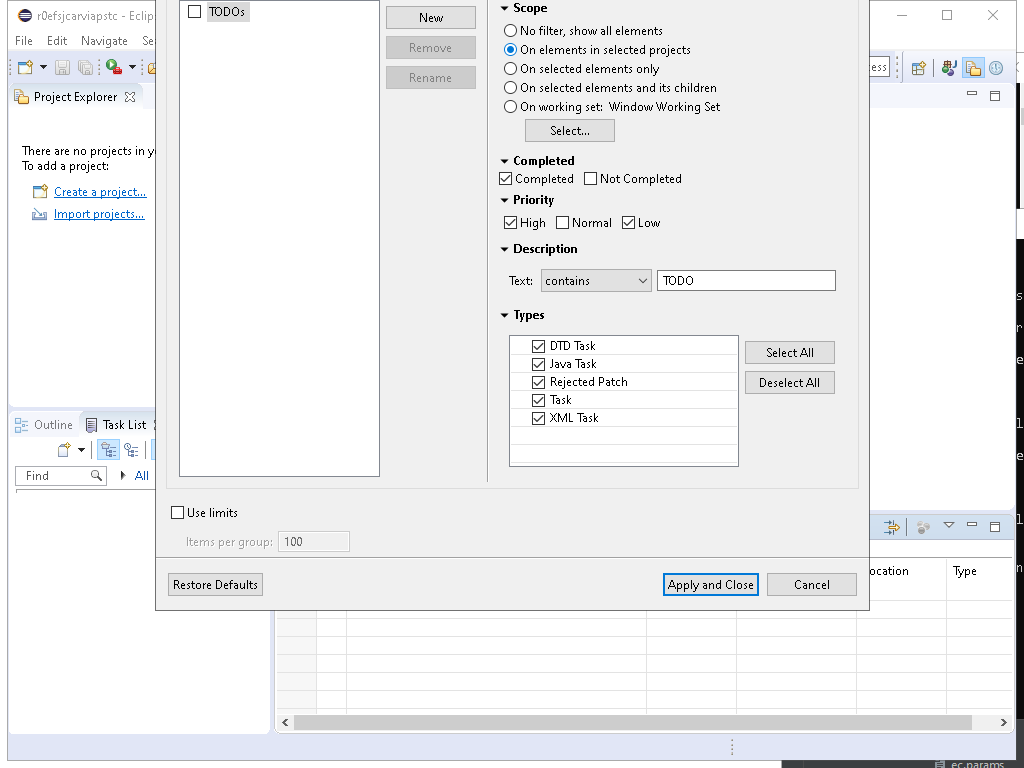 r0efsjcarviapstc - Eclip
File Edit Navigate Se
Project Explorer
There are no projects in y
To add a project:
Create a project...
Import projects...
Outline Task List
Find All
TODOs
New
Remove
Rename
Scope
No filter, show all elements
On elements in selected projects
On selected elements only
On selected elements and its children
On working set: Window Working Set
Select...
Completed
Completed Not Completed
Priority
High Normal Low
Description
Text: contains TODO
Types
DTD Task
Java Task
Rejected Patch
Task
XML Task
Select All
Deselect All
Use limits
Items per group: 100
Restore Defaults Apply and Close Cancel
ess
ocation Type
ec.params